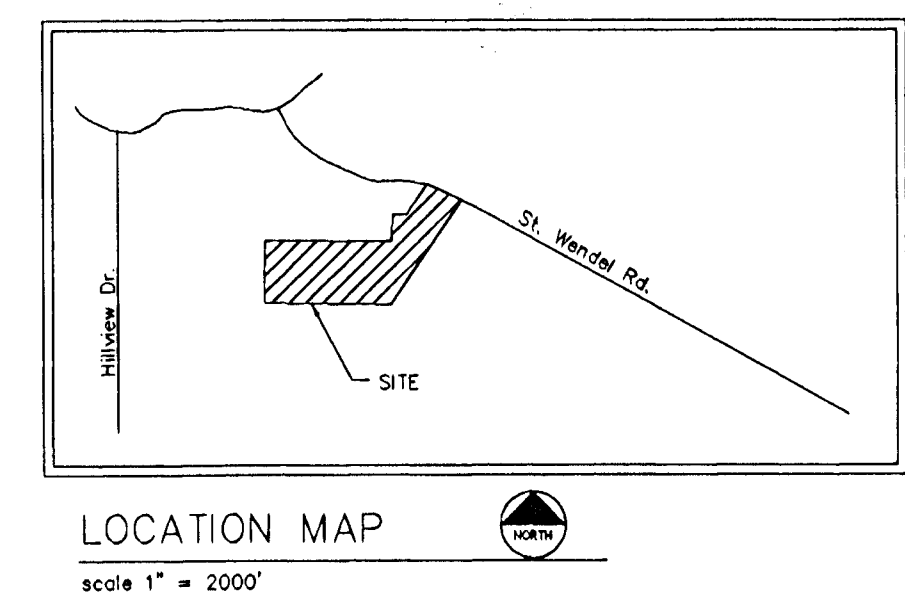 St. Wendel Rd.
Hillview Dr.
SITE
LOCATION MAP
NORTH
scale 1" = 2000'